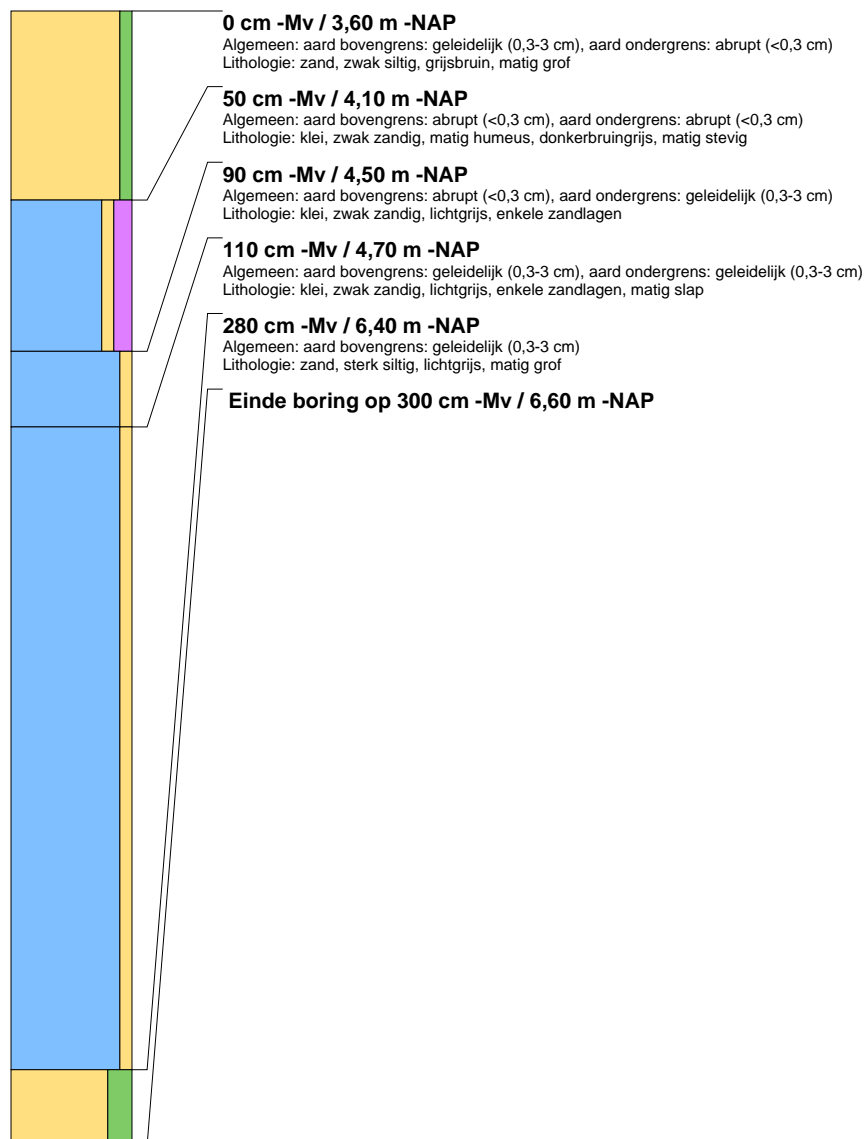 0 cm -Mv / 3,60 m -NAP
Algemeen: aard bovengrens: geleidelijk (0,3-3 cm), aard ondergrens: abrupt (<0,3 cm)
Lithologie: zand, zwak siltig, grijsbruin, matig grof
50 cm -Mv / 4,10 m -NAP
Algemeen: aard bovengrens: abrupt (<0,3 cm), aard ondergrens: abrupt (<0,3 cm)
Lithologie: klei, zwak zandig, matig humeus, donkerbruingrijs, matig stevig
90 cm -Mv / 4,50 m -NAP
Algemeen: aard bovengrens: abrupt (<0,3 cm), aard ondergrens: geleidelijk (0,3-3 cm)
Lithologie: klei, zwak zandig, lichtgrijs, enkele zandlagen
110 cm -Mv / 4,70 m -NAP
Algemeen: aard bovengrens: geleidelijk (0,3-3 cm), aard ondergrens: geleidelijk (0,3-3 cm)
Lithologie: klei, zwak zandig, lichtgrijs, enkele zandlagen, matig slap
280 cm -Mv / 6,40 m -NAP
Algemeen: aard bovengrens: geleidelijk (0,3-3 cm)
Lithologie: zand, sterk siltig, lichtgrijs, matig grof
Einde boring op 300 cm -Mv / 6,60 m -NAP